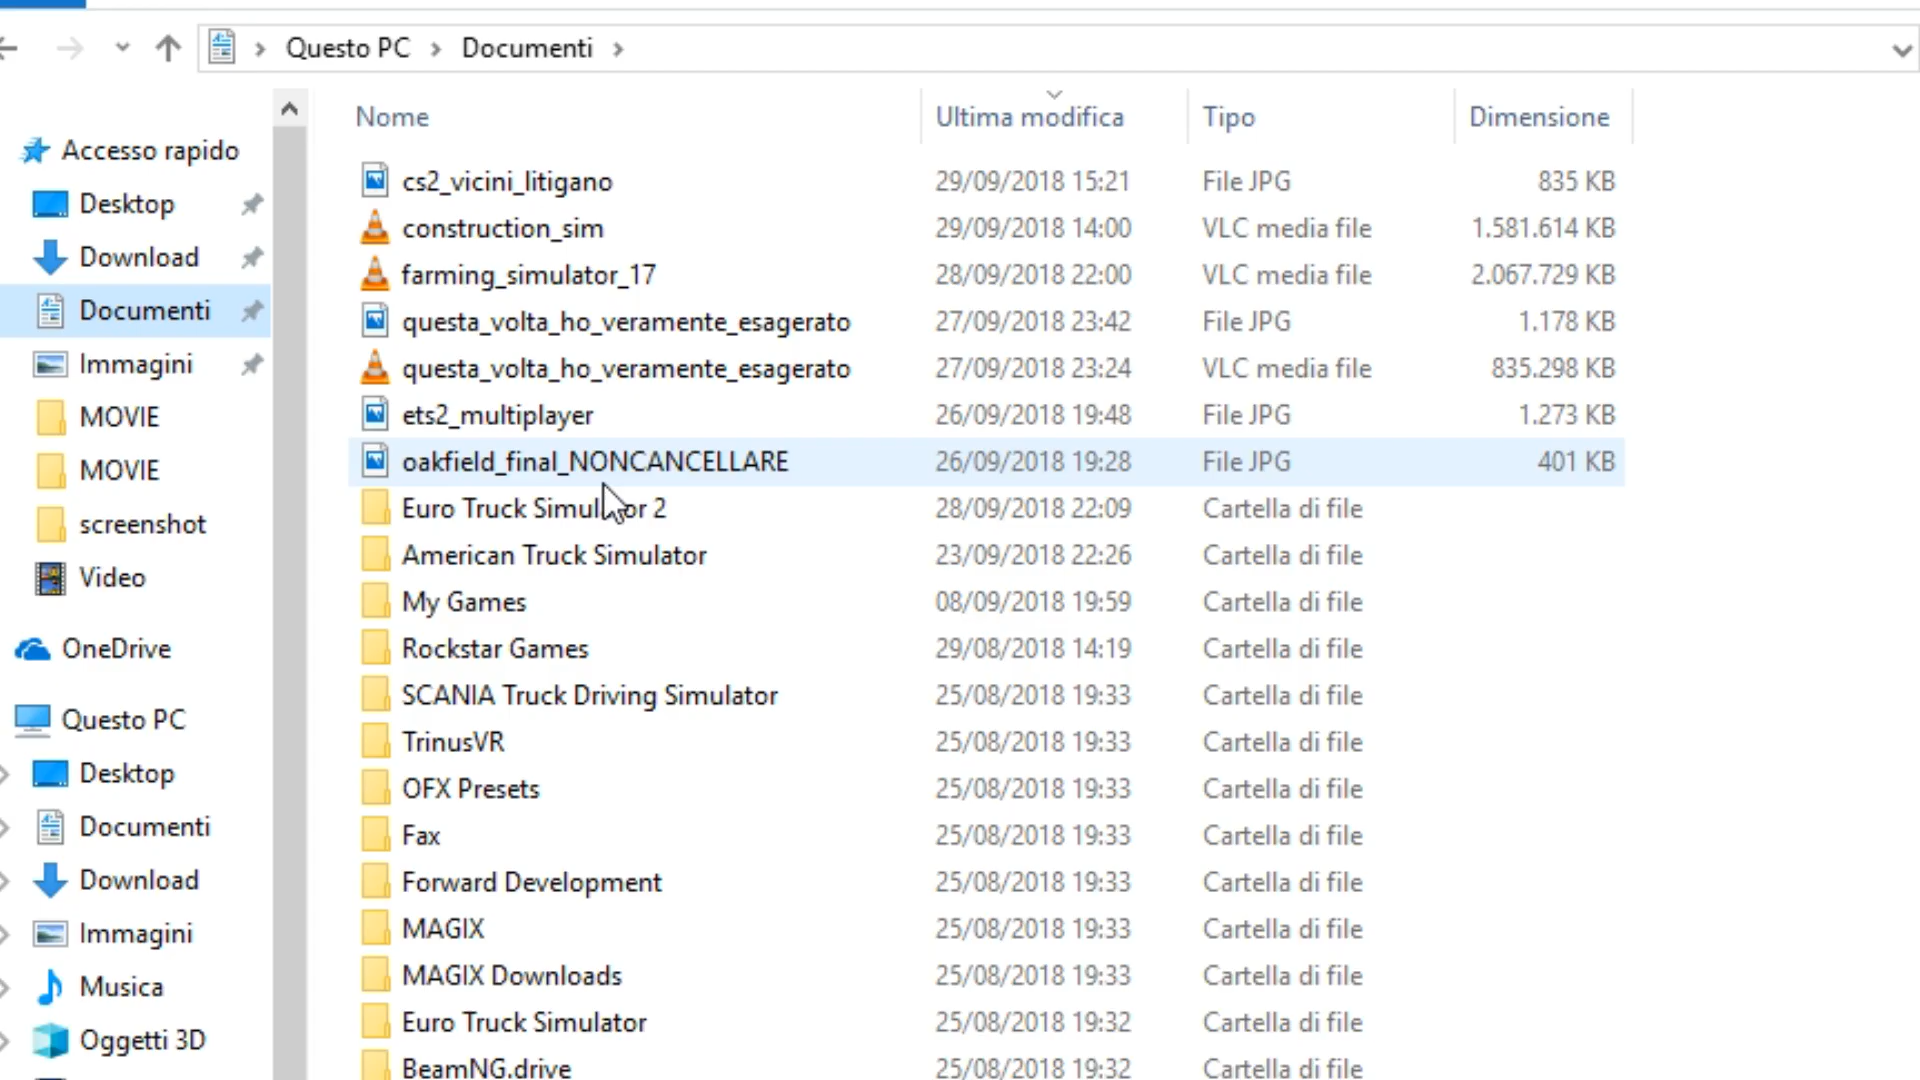 Questo PC Documenti
Nome Ultima modifica Tipo Dimensione
Accesso rapido
Desktop
Download
Documenti
Immagini
MOVIE
MOVIE
screenshot
Video
OneDrive
Questo PC
Desktop
Documenti
Download
Immagini
Musica
Oggetti 3D
cs2_vicini_litigano 29/09/2018 15:21 File JPG 835 KB
construction_sim 29/09/2018 14:00 VLC media file 1.581.614 KB
farming_simulator_17 28/09/2018 22:00 VLC media file 2.067.729 KB
questa_volta_ho_veramente_esagerato 27/09/2018 23:42 File JPG 1.178 KB
questa_volta_ho_veramente_esagerato 27/09/2018 23:24 VLC media file 835.298 KB
ets2_multiplayer 26/09/2018 19:48 File JPG 1.273 KB
oakfield_final_NONCANCELLARE 26/09/2018 19:28 File JPG 401 KB
Euro Truck Simulator 2 28/09/2018 22:09 Cartella di file
American Truck Simulator 23/09/2018 22:26 Cartella di file
My Games 08/09/2018 19:59 Cartella di file
Rockstar Games 29/08/2018 14:19 Cartella di file
SCANIA Truck Driving Simulator 25/08/2018 19:33 Cartella di file
TrinusVR 25/08/2018 19:33 Cartella di file
OFX Presets 25/08/2018 19:33 Cartella di file
Fax 25/08/2018 19:33 Cartella di file
Forward Development 25/08/2018 19:33 Cartella di file
MAGIX 25/08/2018 19:33 Cartella di file
MAGIX Downloads 25/08/2018 19:33 Cartella di file
Euro Truck Simulator 25/08/2018 19:32 Cartella di file
BeamNG.drive 25/08/2018 19:32 Cartella di file